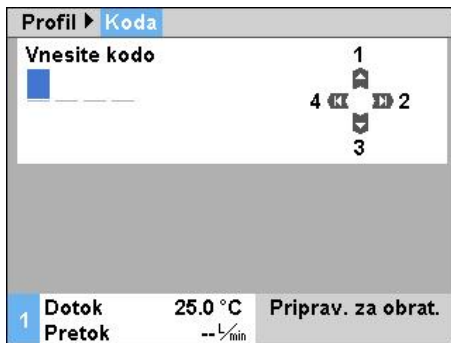 Profil Koda
Vnesite kodo
1
4 2
3
1
Dotok 25.0 °C Priprav. za obrat.
Pretok -- L/min